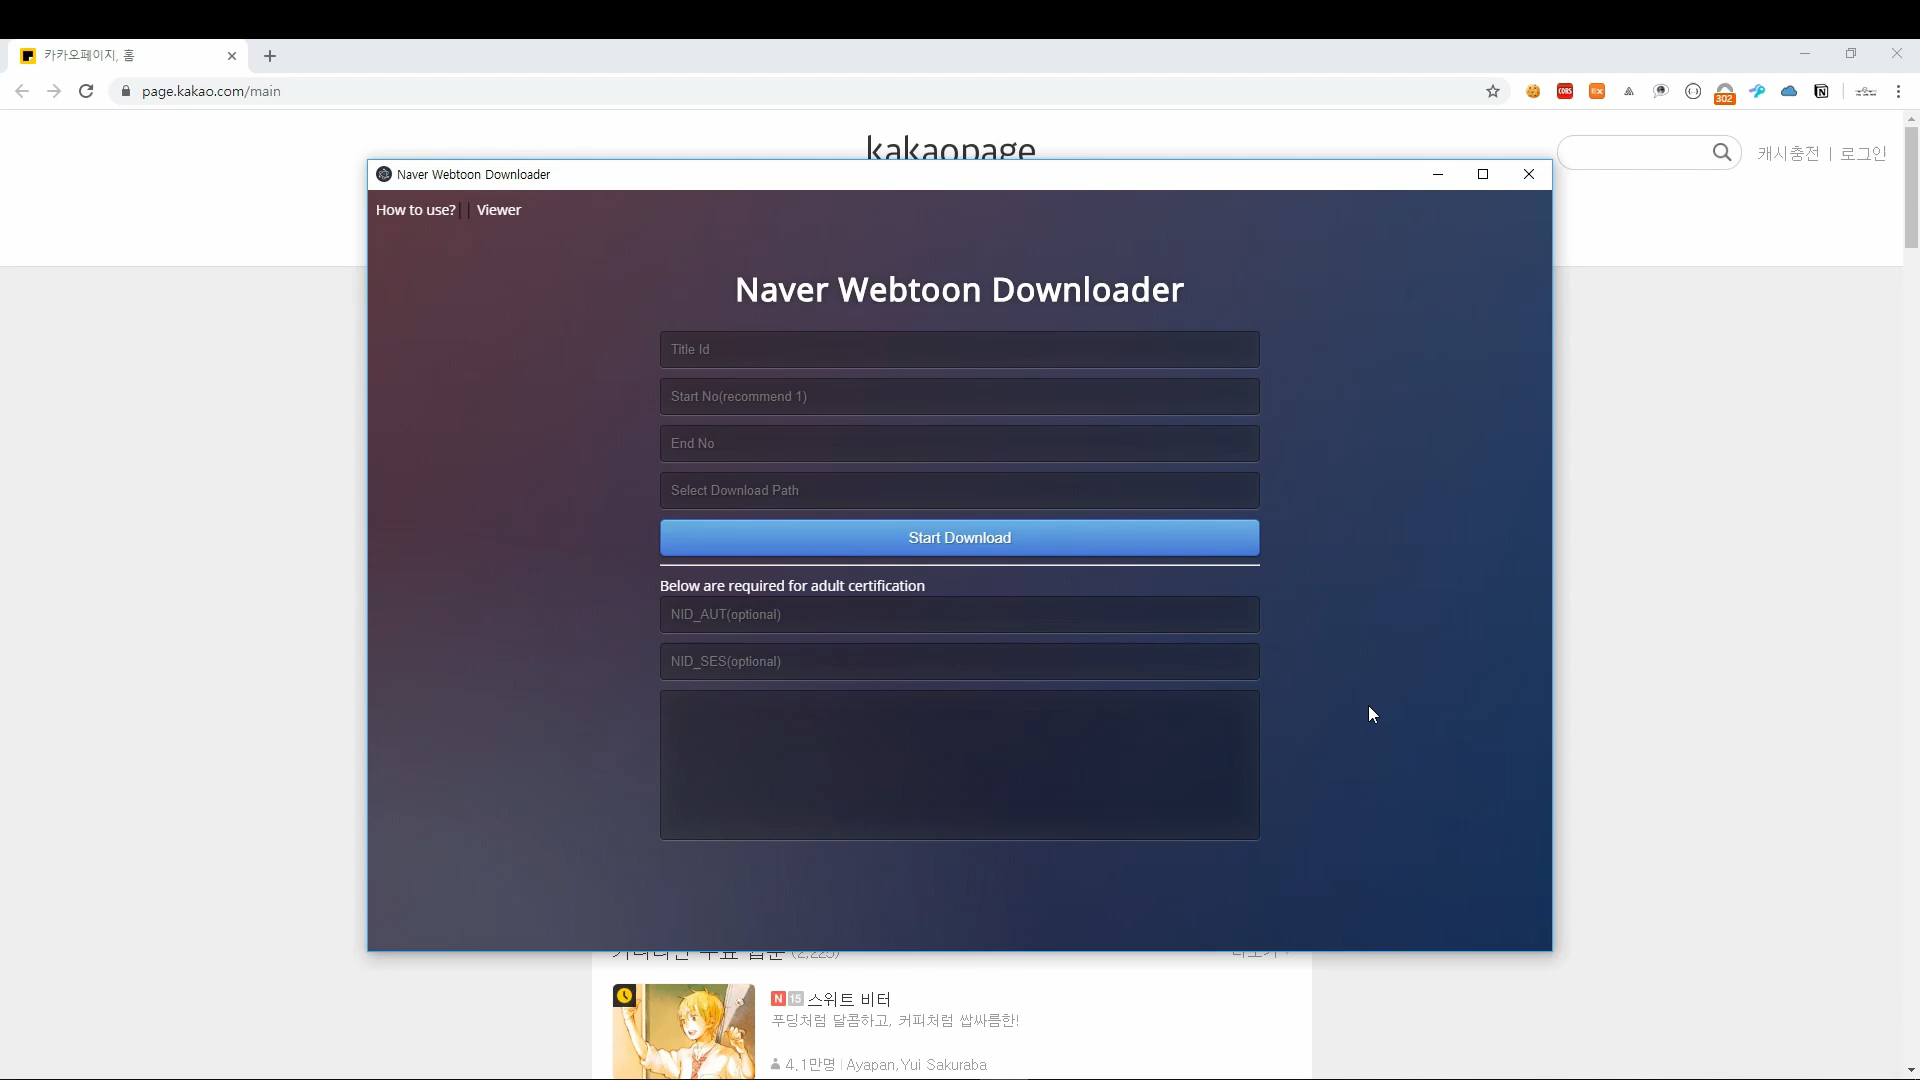 카카오페이지, 홈
page.kakao.com/main
CORS
302
kakaopage
캐시충전 | 로그인
Naver Webtoon Downloader
How to use? Viewer
Naver Webtoon Downloader
Title Id
Start No(recommend 1)
End No
Select Download Path
Start Download
Below are required for adult certification
NID_AUT(optional)
NID_SES(optional)
(2,225)
N 15 스위트 비터
푸딩처럼 달콤하고, 커피처럼 쌉싸름한!
4.1만명 | Ayapan,Yui Sakuraba